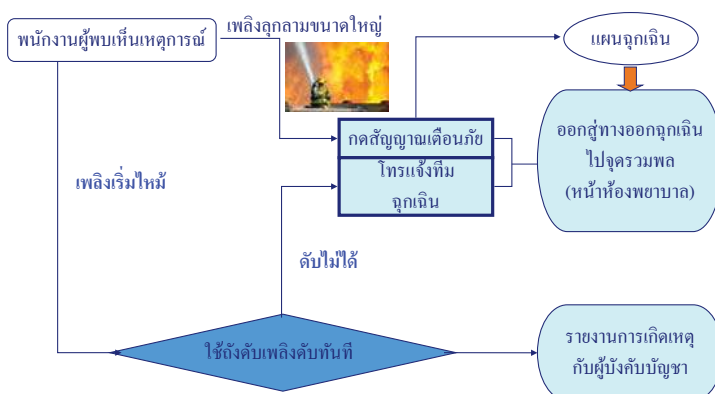 พนักงานผู้พบเห็นเหตุการณ์
เพลิงลุกลามขนาดใหญ่
แผนฉุกเฉิน
กดสัญญาณเตือนภัย
โทรแจ้งทีม
ฉุกเฉิน
ออกสู่ทางออกฉุกเฉิน
ไปจุดรวมพล
(หน้าห้องพยาบาล)
เพลิงเริ่มไหม้
ดับไม่ได้
ใช้ถังดับเพลิงดับทันที
รายงานการเกิดเหตุ
กับผู้บังคับบัญชา